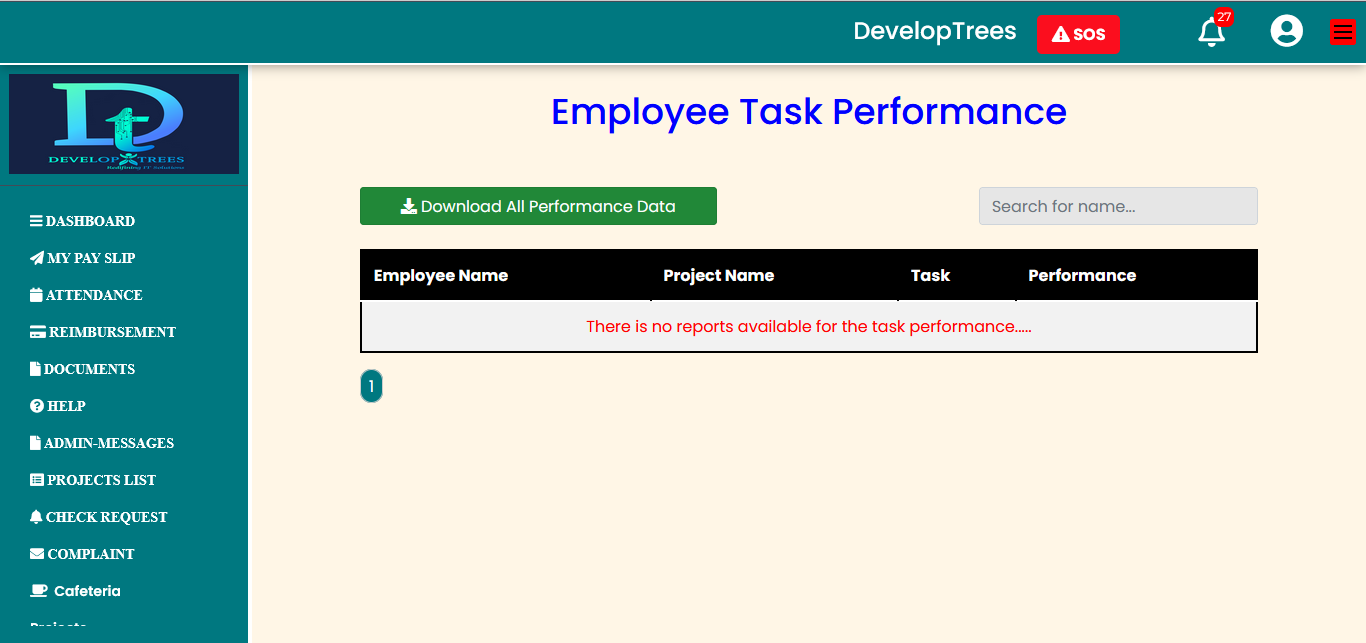 DevelopTrees
SOS
27
DEVELOP TREES
Redefining IT Solutions
Employee Task Performance
Download All Performance Data
Search for name...
Employee Name Project Name Task Performance
There is no reports available for the task performance.....
1
DASHBOARD
MY PAY SLIP
ATTENDANCE
REIMBURSEMENT
DOCUMENTS
HELP
ADMIN-MESSAGES
PROJECTS LIST
CHECK REQUEST
COMPLAINT
Cafeteria
Projects